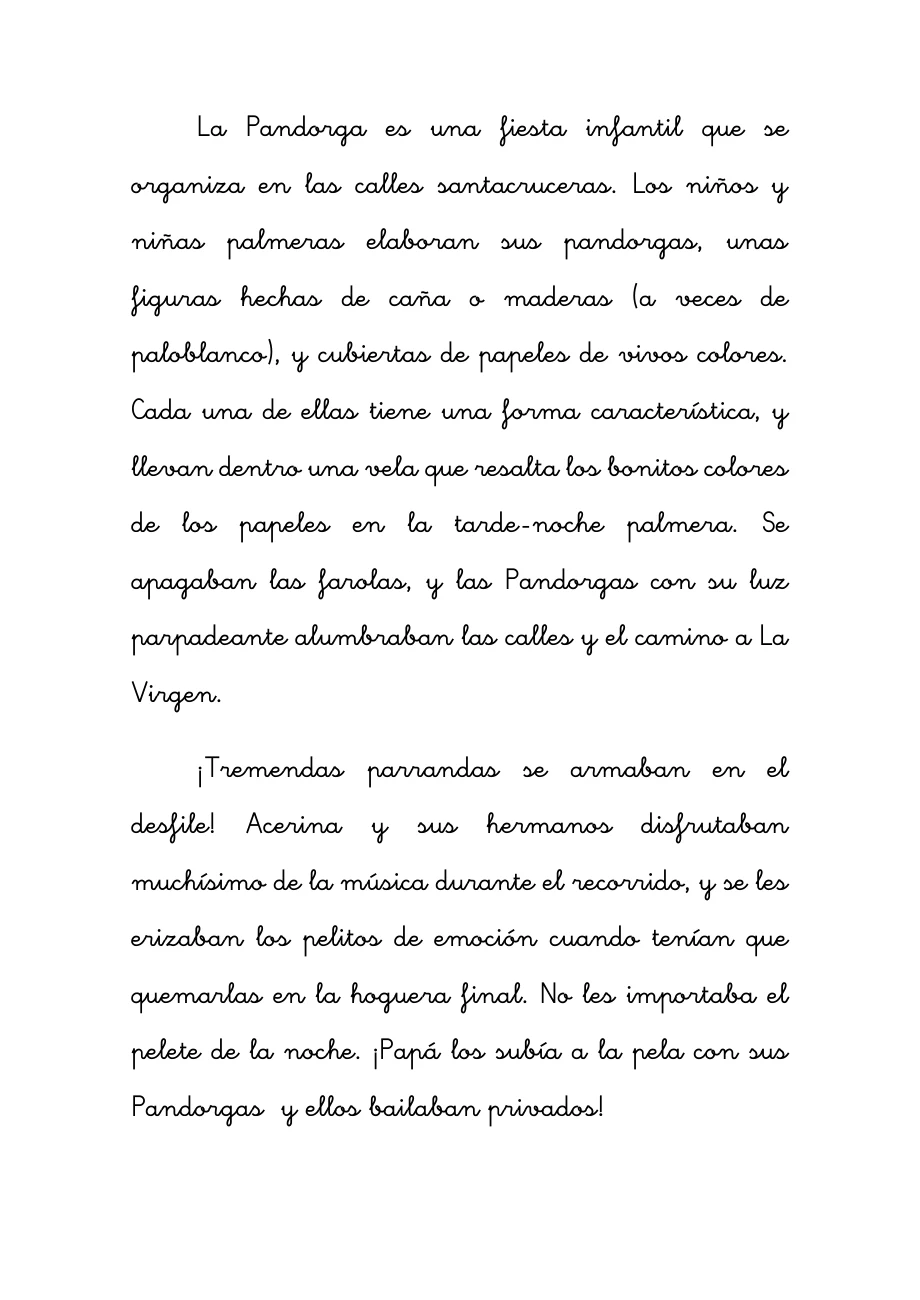 La Pandorga es una fiesta infantil que se
organiza en las calles santacruceras. Los niños y
niñas palmeras elaboran sus pandorgas, unas
figuras hechas de caña o maderas (a veces de
paloblanco), y cubiertas de papeles de vivos colores.
Cada una de ellas tiene una forma característica, y
llevan dentro una vela que resalta los bonitos colores
de los papeles en la tarde-noche palmera. Se
apagaban las farolas, y las Pandorgas con su luz
parpadeante alumbraban las calles y el camino a La
Virgen.
¡Tremendas parrandas se armaban en el
desfile! Acerina y sus hermanos disfrutaban
muchísimo de la música durante el recorrido, y se les
erizaban los pelitos de emoción cuando tenían que
quemarlas en la hoguera final. No les importaba el
pelete de la noche. ¡Papá los subía a la pela con sus
Pandorgas y ellos bailaban privados!